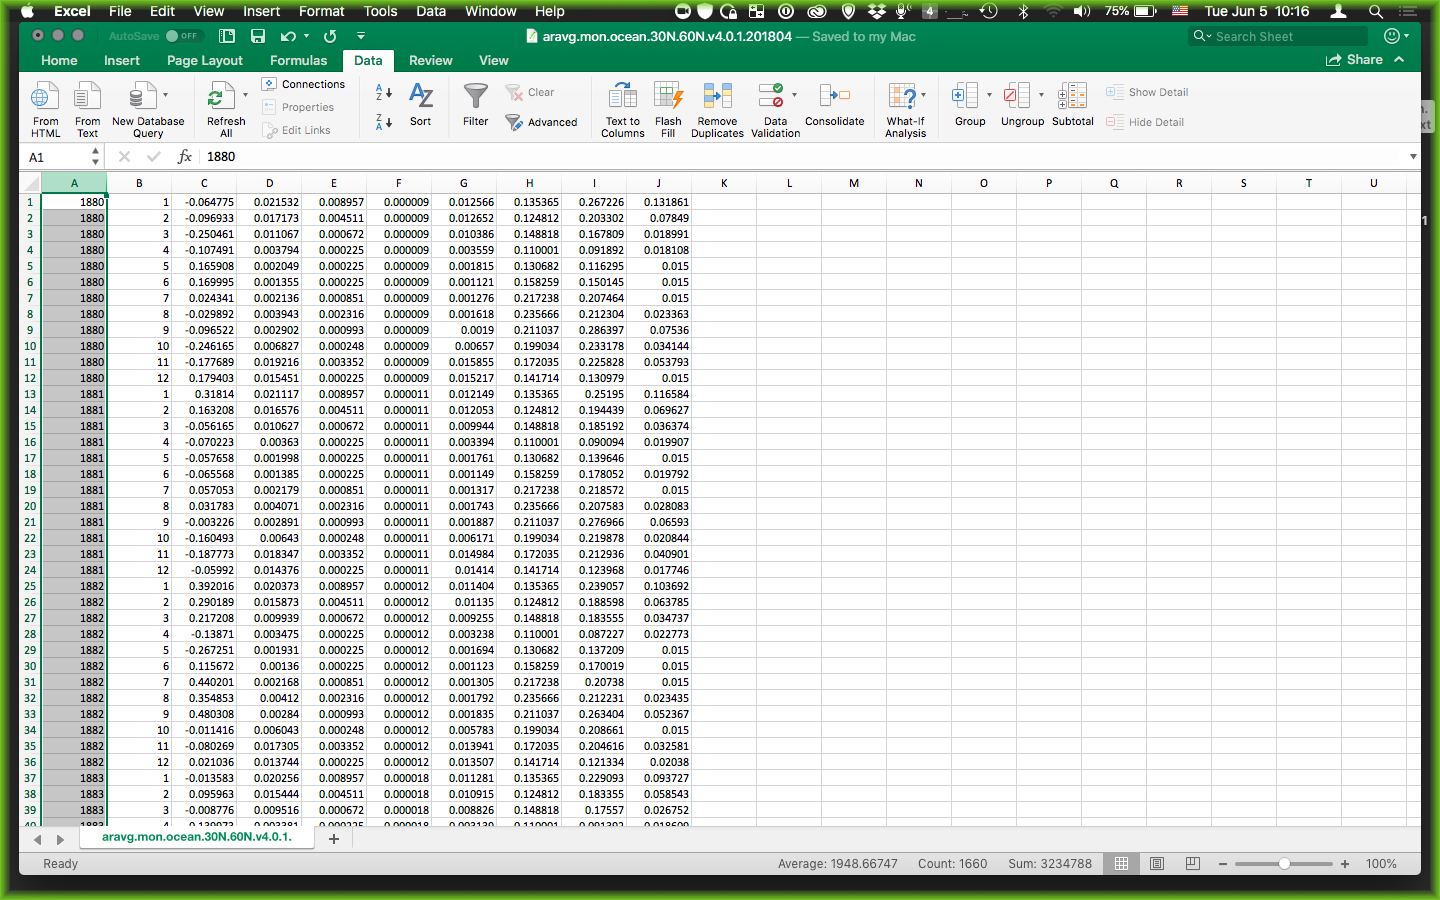 Excel File Edit View Insert Format Tools Data Window Help 4 75% Tue Jun 5 10:16
AutoSave OFF aravg.mon.ocean.30N.60N.v4.0.1.201804 — Saved to my Mac Search Sheet
Home Insert Page Layout Formulas Data Review View Share
From HTML From Text New Database Query Refresh All Connections Properties Edit Links Sort Filter Clear Advanced Text to Columns Flash Fill Remove Duplicates Data Validation Consolidate What-If Analysis Group Ungroup Subtotal Show Detail Hide Detail
A1 fx 1880
A B C D E F G H I J K L M N O P Q R S T U
1 1880 1 -0.064775 0.021532 0.008957 0.000009 0.012566 0.135365 0.267226 0.131861
2 1880 2 -0.096933 0.017173 0.004511 0.000009 0.012652 0.124812 0.203302 0.07849
3 1880 3 -0.250461 0.011067 0.000672 0.000009 0.010386 0.148818 0.167809 0.018991
4 1880 4 -0.107491 0.003794 0.000225 0.000009 0.003559 0.110001 0.091892 0.018108
5 1880 5 0.165908 0.002049 0.000225 0.000009 0.001815 0.130682 0.116295 0.015
6 1880 6 0.169995 0.001355 0.000225 0.000009 0.001121 0.158259 0.150145 0.015
7 1880 7 0.024341 0.002136 0.000851 0.000009 0.001276 0.217238 0.207464 0.015
8 1880 8 -0.029892 0.003943 0.002316 0.000009 0.001618 0.235666 0.212304 0.023363
9 1880 9 -0.096522 0.002902 0.000993 0.000009 0.0019 0.211037 0.286397 0.07536
10 1880 10 -0.246165 0.006827 0.000248 0.000009 0.00657 0.199034 0.233178 0.034144
11 1880 11 -0.177689 0.019216 0.003352 0.000009 0.015855 0.172035 0.225828 0.053793
12 1880 12 0.179403 0.015451 0.000225 0.000009 0.015217 0.141714 0.130979 0.015
13 1881 1 0.31814 0.021117 0.008957 0.000011 0.012149 0.135365 0.25195 0.116584
14 1881 2 0.163208 0.016576 0.004511 0.000011 0.012053 0.124812 0.194439 0.069627
15 1881 3 -0.056165 0.010627 0.000672 0.000011 0.009944 0.148818 0.185192 0.036374
16 1881 4 -0.070223 0.00363 0.000225 0.000011 0.003394 0.110001 0.090094 0.019907
17 1881 5 -0.057658 0.001998 0.000225 0.000011 0.001761 0.130682 0.139646 0.015
18 1881 6 -0.065568 0.001385 0.000225 0.000011 0.001149 0.158259 0.178052 0.019792
19 1881 7 0.057053 0.002179 0.000851 0.000011 0.001317 0.217238 0.218572 0.015
20 1881 8 0.031783 0.004071 0.002316 0.000011 0.001743 0.235666 0.207583 0.028083
21 1881 9 -0.003226 0.002891 0.000993 0.000011 0.001887 0.211037 0.276966 0.06593
22 1881 10 -0.160493 0.00643 0.000248 0.000011 0.006171 0.199034 0.219878 0.020844
23 1881 11 -0.187773 0.018347 0.003352 0.000011 0.014984 0.172035 0.212936 0.040901
24 1881 12 -0.05992 0.014376 0.000225 0.000011 0.01414 0.141714 0.123968 0.017746
25 1882 1 0.392016 0.020373 0.008957 0.000012 0.011404 0.135365 0.239057 0.103692
26 1882 2 0.290189 0.015873 0.004511 0.000012 0.01135 0.124812 0.188598 0.063785
27 1882 3 0.217208 0.009939 0.000672 0.000012 0.009255 0.148818 0.183555 0.034737
28 1882 4 -0.13871 0.003475 0.000225 0.000012 0.003238 0.110001 0.087227 0.022773
29 1882 5 -0.267251 0.001931 0.000225 0.000012 0.001694 0.130682 0.137209 0.015
30 1882 6 0.115672 0.00136 0.000225 0.000012 0.001123 0.158259 0.170019 0.015
31 1882 7 0.440201 0.002168 0.000851 0.000012 0.001305 0.217238 0.20738 0.015
32 1882 8 0.354853 0.00412 0.002316 0.000012 0.001792 0.235666 0.212231 0.023435
33 1882 9 0.480308 0.00284 0.000993 0.000012 0.001835 0.211037 0.263404 0.052367
34 1882 10 -0.011416 0.006043 0.000248 0.000012 0.005783 0.199034 0.208661 0.015
35 1882 11 -0.080269 0.017305 0.003352 0.000012 0.013941 0.172035 0.204616 0.032581
36 1882 12 0.021036 0.013744 0.000225 0.000012 0.013507 0.141714 0.121334 0.02038
37 1883 1 -0.013583 0.020256 0.008957 0.000018 0.011281 0.135365 0.229093 0.093727
38 1883 2 0.095963 0.015444 0.004511 0.000018 0.010915 0.124812 0.183355 0.058543
39 1883 3 -0.008776 0.009516 0.000672 0.000018 0.008826 0.148818 0.17557 0.026752
aravg.mon.ocean.30N.60N.v4.0.1. +
Ready Average: 1948.66747 Count: 1660 Sum: 3234788 100%